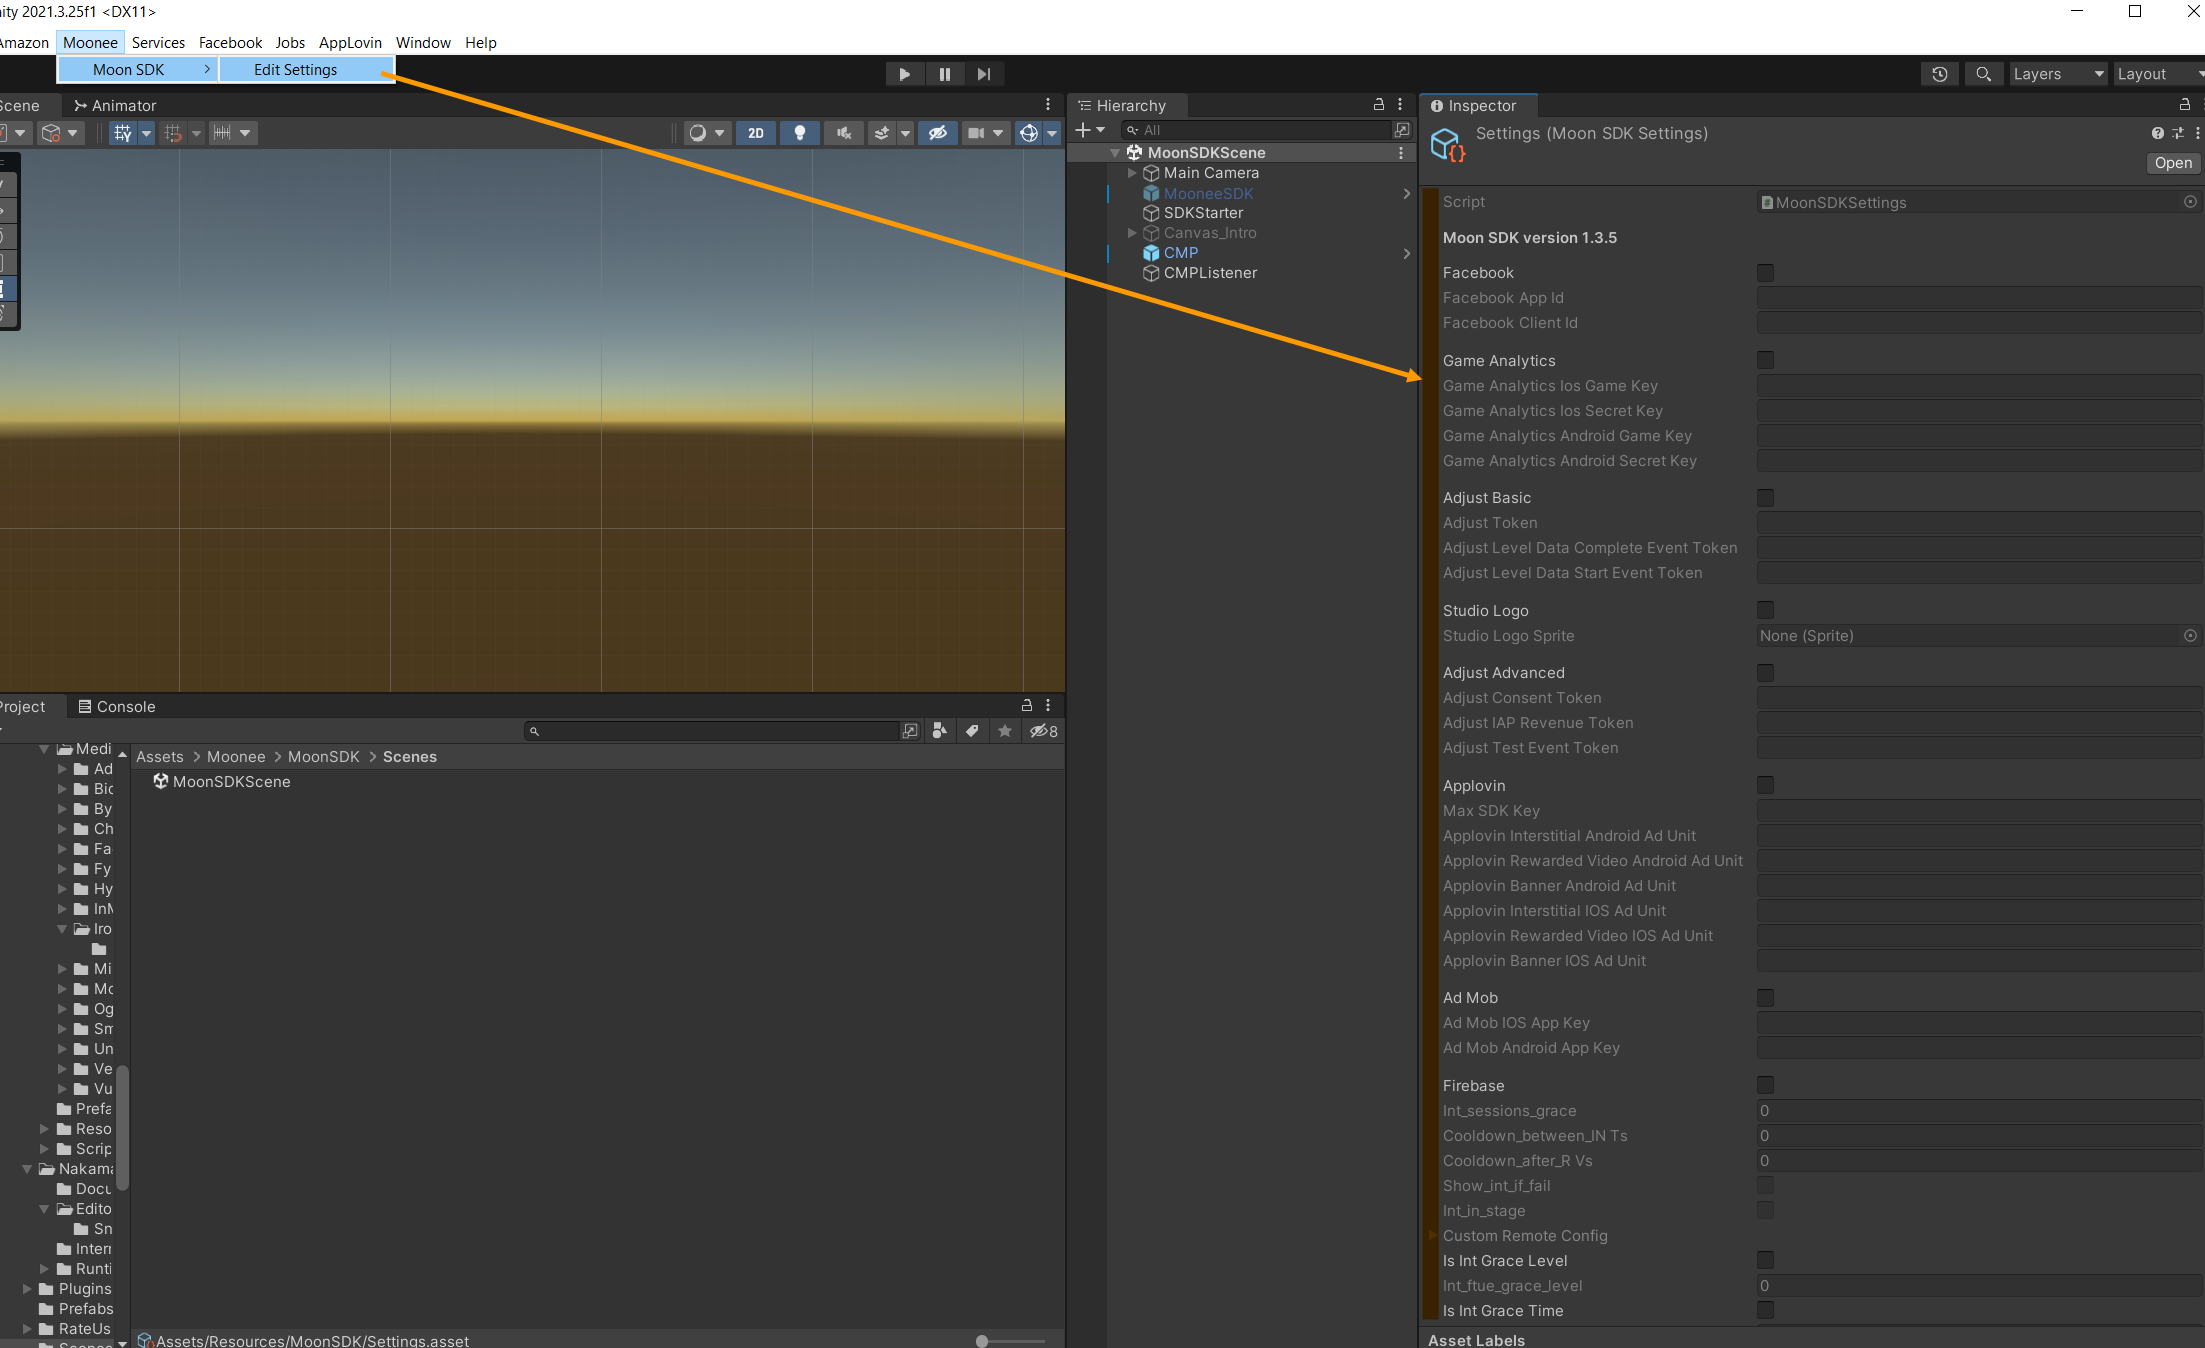 nity 2021.3.25f1 <DX11>
Amazon Moonee Services Facebook Jobs AppLovin Window Help
Moon SDK > Edit Settings
Layers Layout
Scene Animator
2D
Hierarchy
All
MoonSDKScene
Main Camera
MooneeSDK
SDKStarter
Canvas_Intro
CMP
CMPListener
Inspector
Settings (Moon SDK Settings)
Open
Script MoonSDKSettings
Moon SDK version 1.3.5
Facebook
Facebook App Id
Facebook Client Id
Game Analytics
Game Analytics Ios Game Key
Game Analytics Ios Secret Key
Game Analytics Android Game Key
Game Analytics Android Secret Key
Adjust Basic
Adjust Token
Adjust Level Data Complete Event Token
Adjust Level Data Start Event Token
Studio Logo
Studio Logo Sprite None (Sprite)
Adjust Advanced
Adjust Consent Token
Adjust IAP Revenue Token
Adjust Test Event Token
Applovin
Max SDK Key
Applovin Interstitial Android Ad Unit
Applovin Rewarded Video Android Ad Unit
Applovin Banner Android Ad Unit
Applovin Interstitial IOS Ad Unit
Applovin Rewarded Video IOS Ad Unit
Applovin Banner IOS Ad Unit
Ad Mob
Ad Mob IOS App Key
Ad Mob Android App Key
Firebase
Int_sessions_grace 0
Cooldown_between_IN Ts 0
Cooldown_after_R Vs 0
Show_int_if_fail
Int_in_stage
Custom Remote Config
Is Int Grace Level
Int_ftue_grace_level 0
Is Int Grace Time
Asset Labels
Project Console
8
Medi
Ad
Bid
By
Ch
Fa
Fy
Hy
InM
Iro
Mi
Mo
Og
Sm
Un
Ve
Vu
Prefa
Reso
Scrip
Nakama
Docu
Edito
Sn
Intern
Runti
Plugins
Prefabs
RateUs
Scenes
Assets > Moonee > MoonSDK > Scenes
MoonSDKScene
Assets/Resources/MoonSDK/Settings.asset